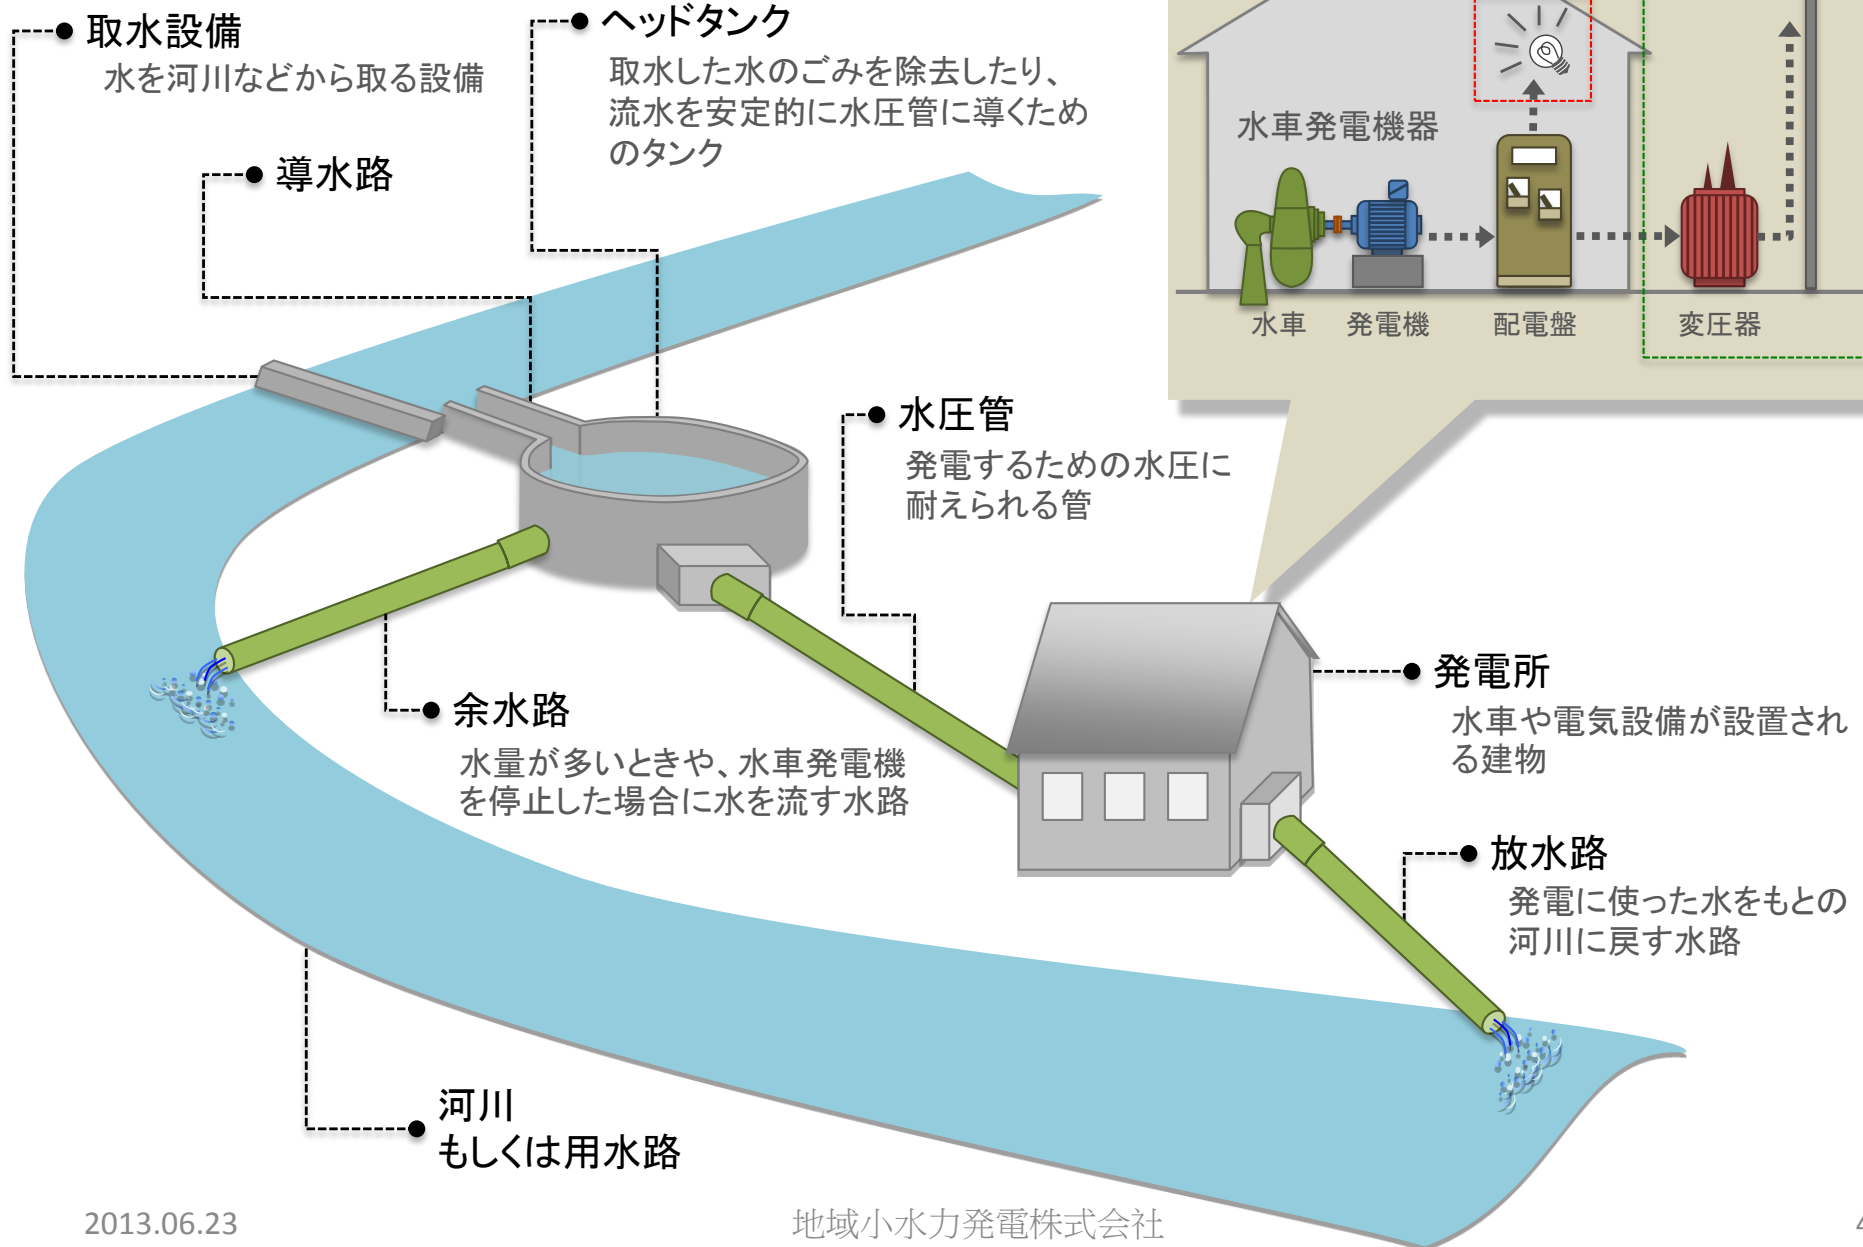 取水設備
水を河川などから取る設備
導水路
ヘッドタンク
取水した水のごみを除去したり、
流水を安定的に水圧管に導くため
のタンク
水車発電機器
水車
発電機
配電盤
変圧器
水圧管
発電するための水圧に
耐えられる管
発電所
水車や電気設備が設置され
る建物
余水路
水量が多いときや、水車発電機
を停止した場合に水を流す水路
放水路
発電に使った水をもとの
河川に戻す水路
河川
もしくは用水路
2013.06.23
地域小水力発電株式会社